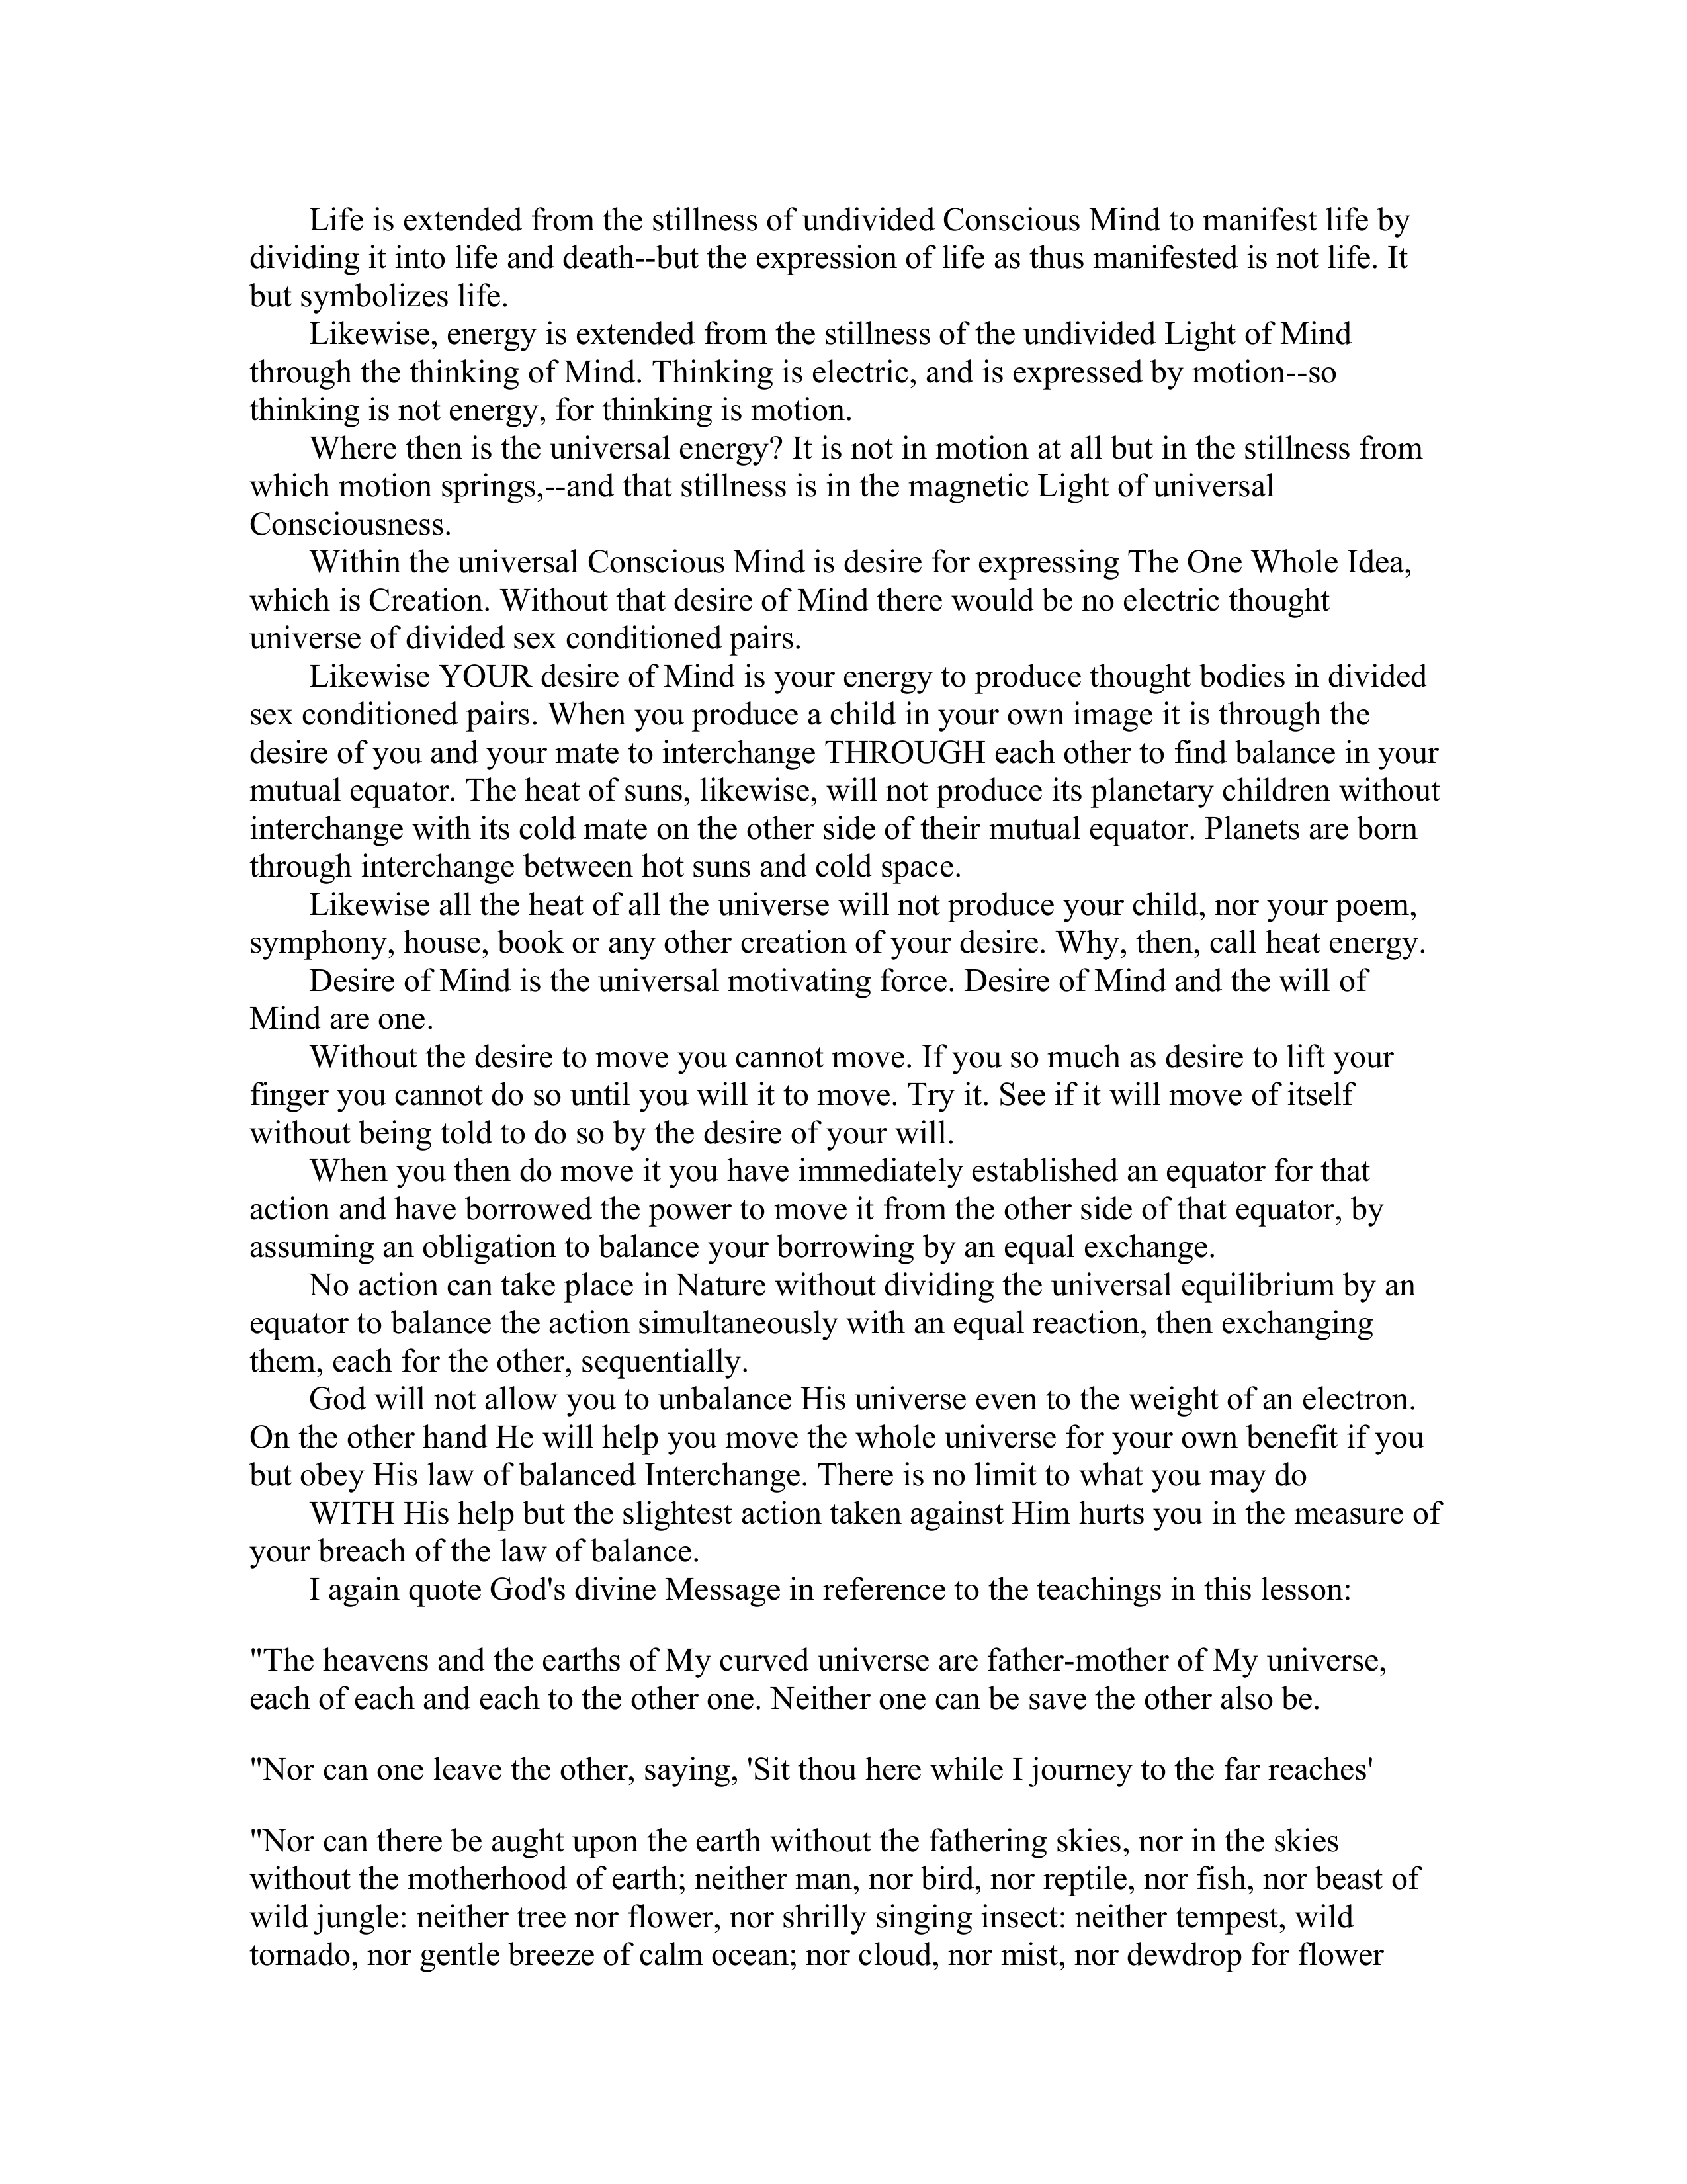 Life is extended from the stillness of undivided Conscious Mind to manifest life by
dividing it into life and death--but the expression of life as thus manifested is not life. It
but symbolizes life.
Likewise, energy is extended from the stillness of the undivided Light of Mind
through the thinking of Mind. Thinking is electric, and is expressed by motion--so
thinking is not energy, for thinking is motion.
Where then is the universal energy? It is not in motion at all but in the stillness from
which motion springs,--and that stillness is in the magnetic Light of universal
Consciousness.
Within the universal Conscious Mind is desire for expressing The One Whole Idea,
which is Creation. Without that desire of Mind there would be no electric thought
universe of divided sex conditioned pairs.
Likewise YOUR desire of Mind is your energy to produce thought bodies in divided
sex conditioned pairs. When you produce a child in your own image it is through the
desire of you and your mate to interchange THROUGH each other to find balance in your
mutual equator. The heat of suns, likewise, will not produce its planetary children without
interchange with its cold mate on the other side of their mutual equator. Planets are born
through interchange between hot suns and cold space.
Likewise all the heat of all the universe will not produce your child, nor your poem,
symphony, house, book or any other creation of your desire. Why, then, call heat energy.
Desire of Mind is the universal motivating force. Desire of Mind and the will of
Mind are one.
Without the desire to move you cannot move. If you so much as desire to lift your
finger you cannot do so until you will it to move. Try it. See if it will move of itself
without being told to do so by the desire of your will.
When you then do move it you have immediately established an equator for that
action and have borrowed the power to move it from the other side of that equator, by
assuming an obligation to balance your borrowing by an equal exchange.
No action can take place in Nature without dividing the universal equilibrium by an
equator to balance the action simultaneously with an equal reaction, then exchanging
them, each for the other, sequentially.
God will not allow you to unbalance His universe even to the weight of an electron.
On the other hand He will help you move the whole universe for your own benefit if you
but obey His law of balanced Interchange. There is no limit to what you may do
WITH His help but the slightest action taken against Him hurts you in the measure of
your breach of the law of balance.
I again quote God's divine Message in reference to the teachings in this lesson:
"The heavens and the earths of My curved universe are father-mother of My universe,
each of each and each to the other one. Neither one can be save the other also be.
"Nor can one leave the other, saying, 'Sit thou here while I journey to the far reaches'
"Nor can there be aught upon the earth without the fathering skies, nor in the skies
without the motherhood of earth; neither man, nor bird, nor reptile, nor fish, nor beast of
wild jungle: neither tree nor flower, nor shrilly singing insect: neither tempest, wild
tornado, nor gentle breeze of calm ocean; nor cloud, nor mist, nor dewdrop for flower